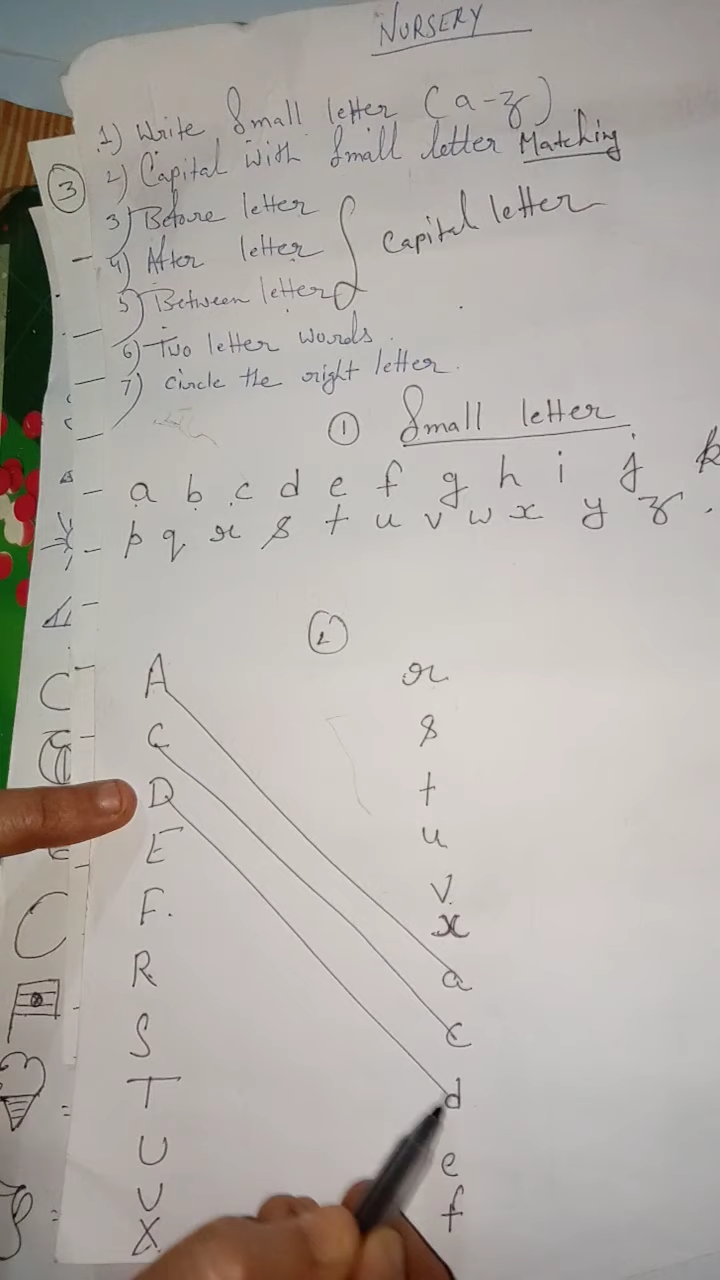 NURSERY
1) Write Small letter (a-z)
2) Capital with Small letter Matching
3) Before letter
4) After letter
5) Between letter
Capital letter
6) Two letter words.
7) Circle the right letter.
3
1 Small letter
a b c d e f g h i j k
p q r s t u v w x y z .
2
A r
C s
D t
E u
F. v
R x
S a
T c
U d
V e
X f